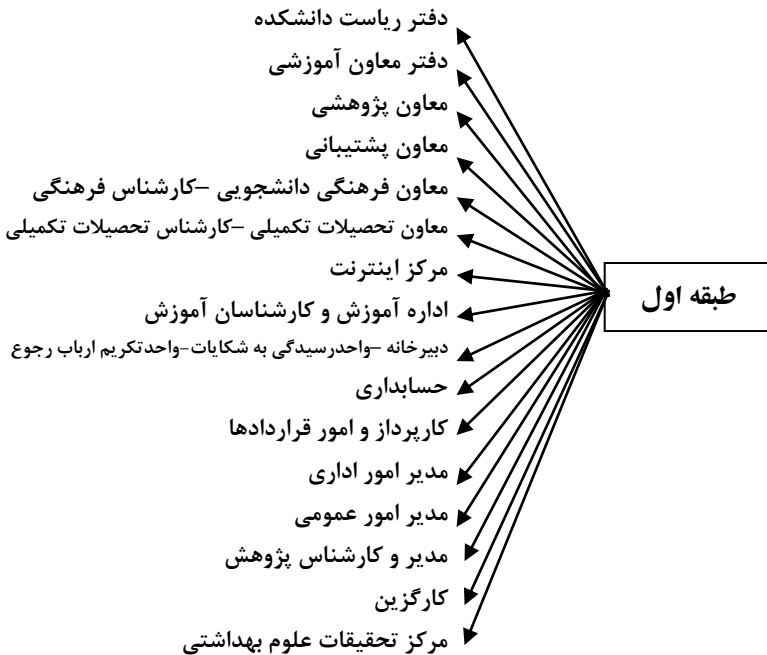 دفتر ریاست دانشکده
دفتر معاون آموزشی
معاون پژوهشی
معاون پشتیبانی
معاون فرهنگی دانشجویی –کارشناس فرهنگی
معاون تحصیلات تکمیلی –کارشناس تحصیلات تکمیلی
مرکز اینترنت
طبقه اول
اداره آموزش و کارشناسان آموزش
دبیرخانه –واحدرسیدگی به شکایات-واحدتکریم ارباب رجوع
حسابداری
کارپرداز و امور قراردادها
مدیر امور اداری
مدیر امور عمومی
مدیر و کارشناس پژوهش
کارگزین
مرکز تحقیقات علوم بهداشتی